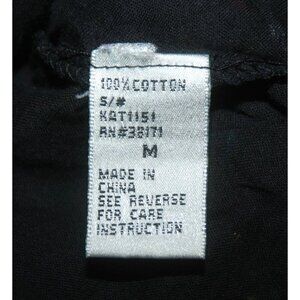 100% COTTON
S/#
KAT1151
RN#38171
M
MADE IN
CHINA
SEE REVERSE
FOR CARE
INSTRUCTION